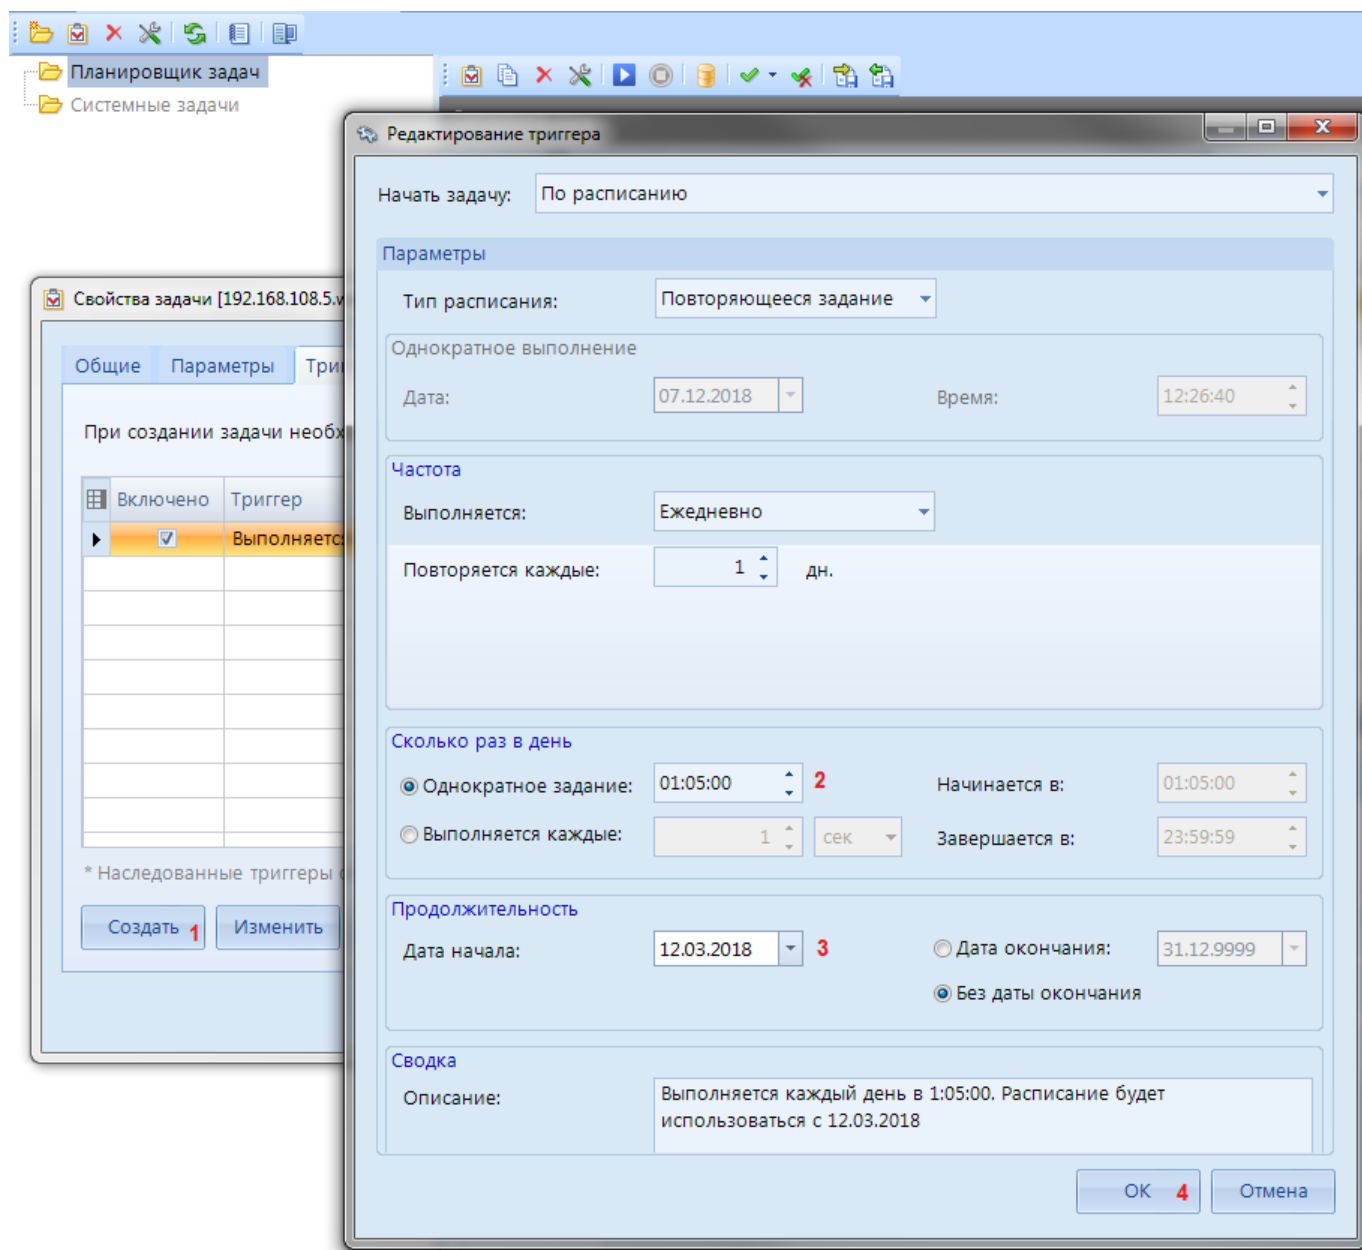 Планировщик задач
Системные задачи
Редактирование триггера
Начать задачу: По расписанию
Параметры
Тип расписания: Повторяющееся задание
Однократное выполнение
Дата: 07.12.2018 Время: 12:26:40
Частота
Выполняется: Ежедневно
Повторяется каждые: 1 дн.
Сколько раз в день
Однократное задание: 01:05:00 2 Начинается в: 01:05:00
Выполняется каждые: 1 сек Завершается в: 23:59:59
Продолжительность
Дата начала: 12.03.2018 3 Дата окончания: 31.12.9999
Без даты окончания
Сводка
Описание: Выполняется каждый день в 1:05:00. Расписание будет
использоваться с 12.03.2018
OK 4 Отмена
Свойства задачи [192.168.108.5.
Общие Параметры
При создании задачи
Включено Триггер
* Наследованные триггеры
Создать 1 Изменить